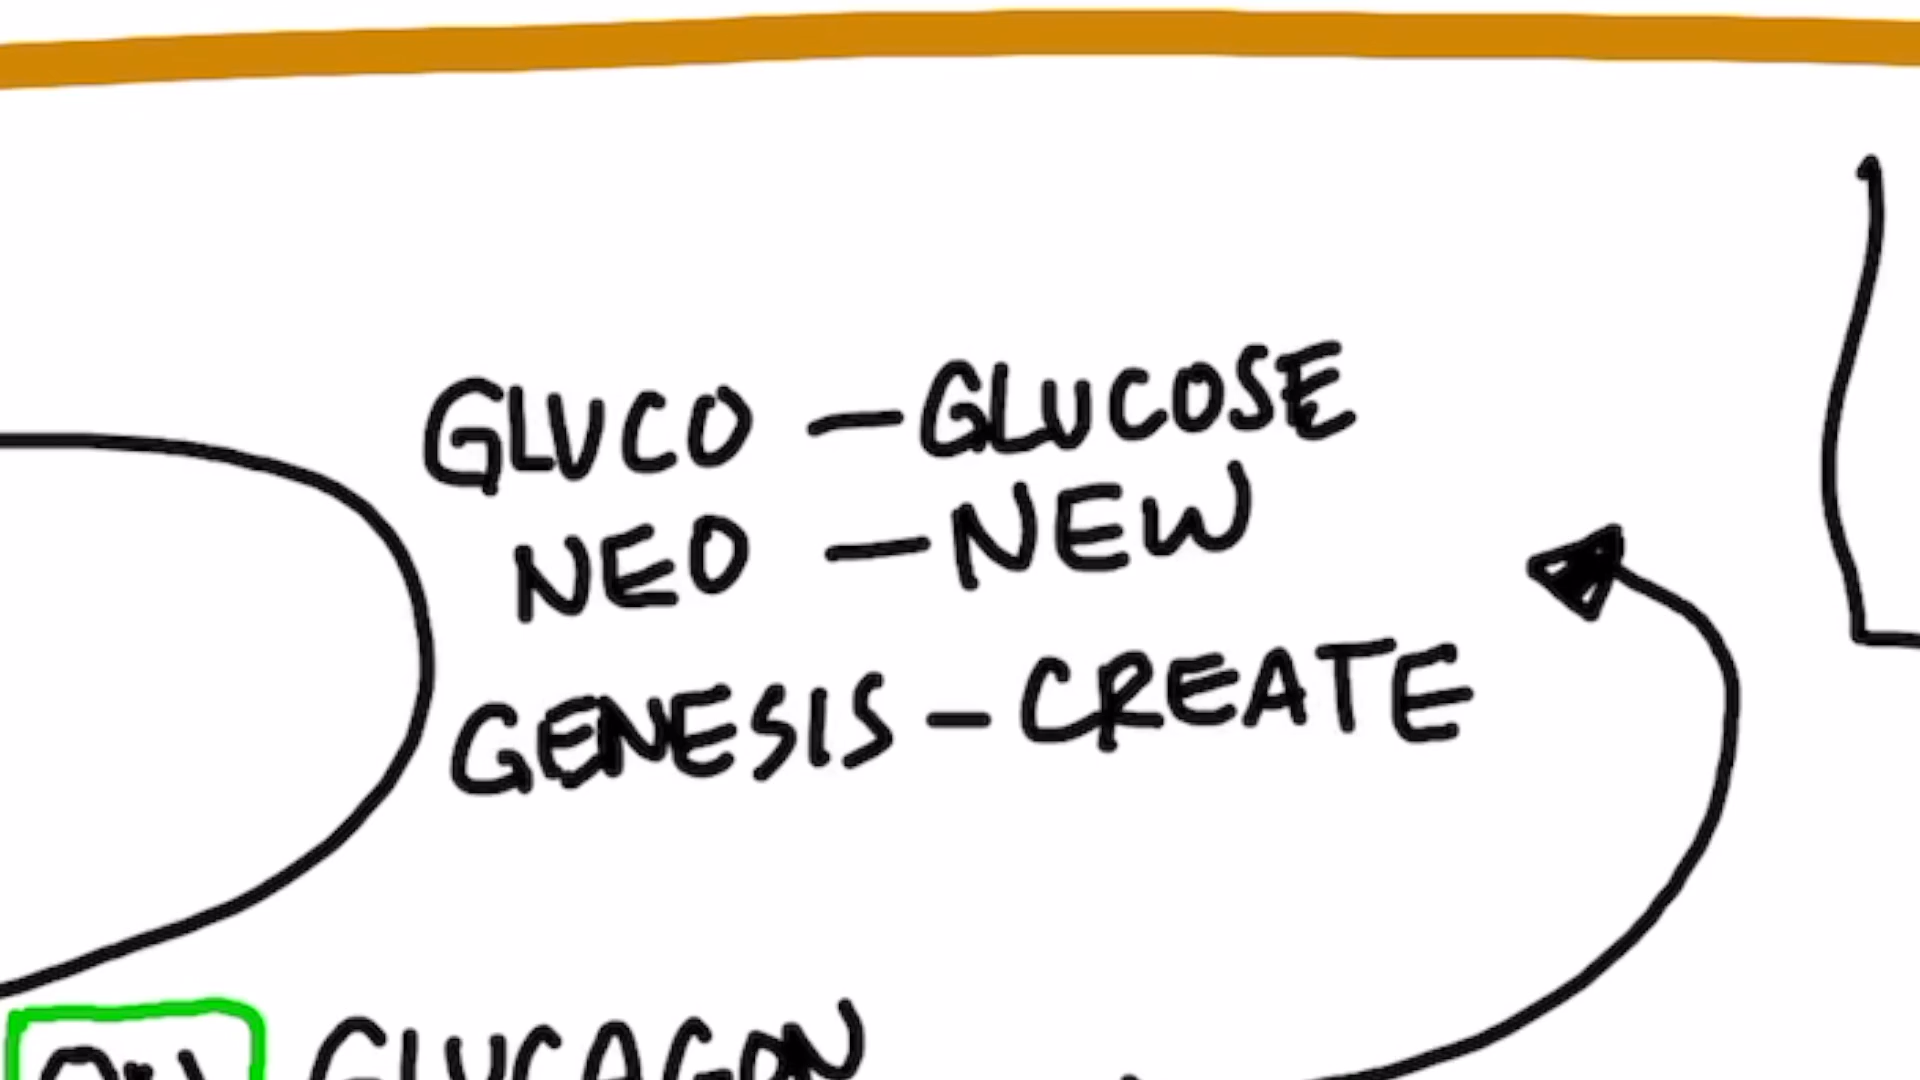 GLUCO - GLUCOSE
NEO - NEW
GENESIS - CREATE
GLUCAGON